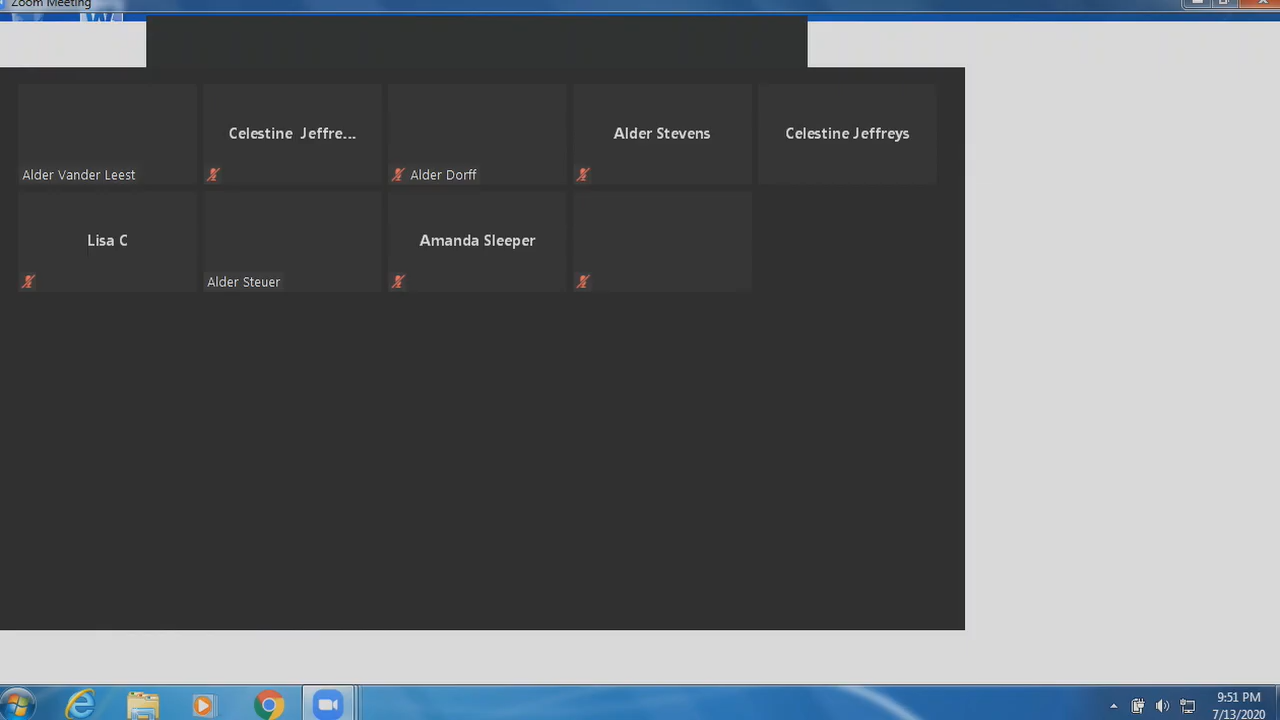 Zoom Meeting
Celestine Jeffre...
Alder Stevens
Celestine Jeffreys
Alder Vander Leest
Alder Dorff
Lisa C
Amanda Sleeper
Alder Steuer
9:51 PM
7/13/2020